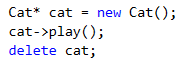 Cat* cat = new Cat();
cat->play();
delete cat;